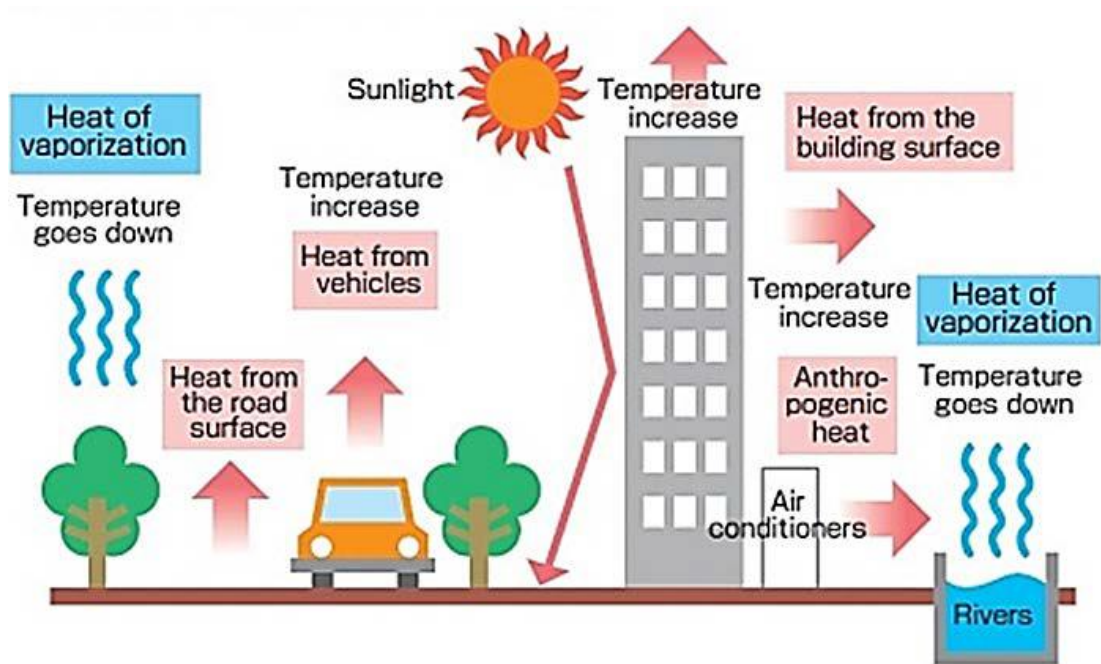 Heat of
vaporization
Temperature
goes down
Sunlight
Temperature
increase
Heat from
vehicles
Heat from
the road
surface
Temperature
increase
Heat from the
building surface
Temperature
increase
Anthro-
pogenic
heat
Air
conditioners
Heat of
vaporization
Temperature
goes down
Rivers